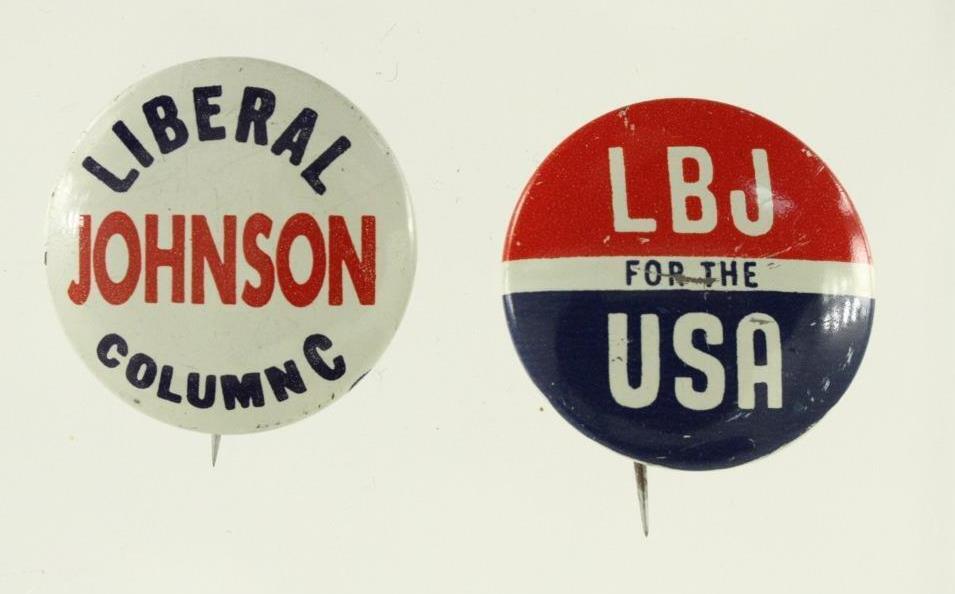 LIBERAL
JOHNSON
COLUMN C
LBJ
FOR THE
USA